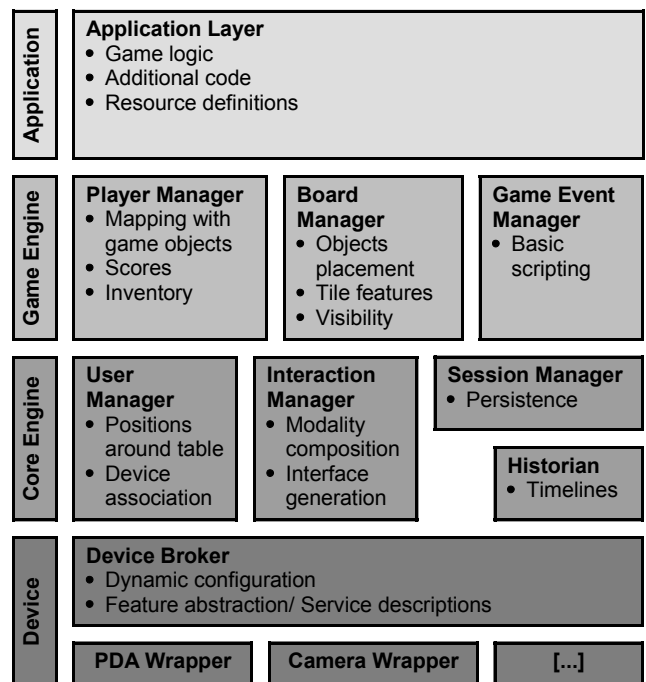 Application
Application Layer
• Game logic
• Additional code
• Resource definitions
Game Engine
Player Manager
• Mapping with
game objects
• Scores
• Inventory
Board
Manager
• Objects
placement
• Tile features
• Visibility
Game Event
Manager
• Basic
scripting
Core Engine
User
Manager
• Positions
around table
• Device
association
Interaction
Manager
• Modality
composition
• Interface
generation
Session Manager
• Persistence
Historian
• Timelines
Device
Device Broker
• Dynamic configuration
• Feature abstraction/ Service descriptions
PDA Wrapper
Camera Wrapper
[...]